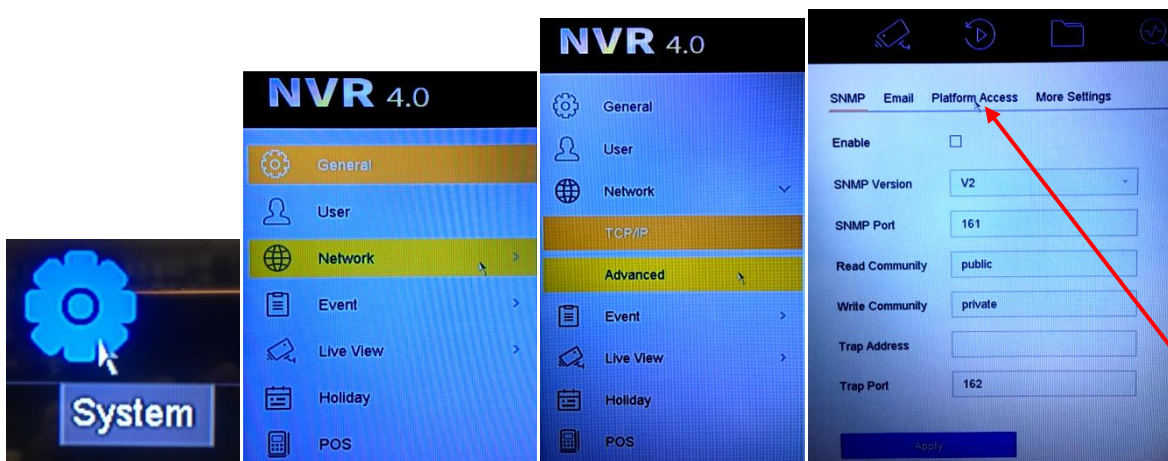 System
NVR 4.0
General
User
Network
Event
Live View
Holiday
POS
NVR 4.0
General
User
Network
TCP/IP
Advanced
Event
Live View
Holiday
POS
SNMP Email Platform Access More Settings
Enable
SNMP Version V2
SNMP Port 161
Read Community public
Write Community private
Trap Address
Trap Port 162
Apply